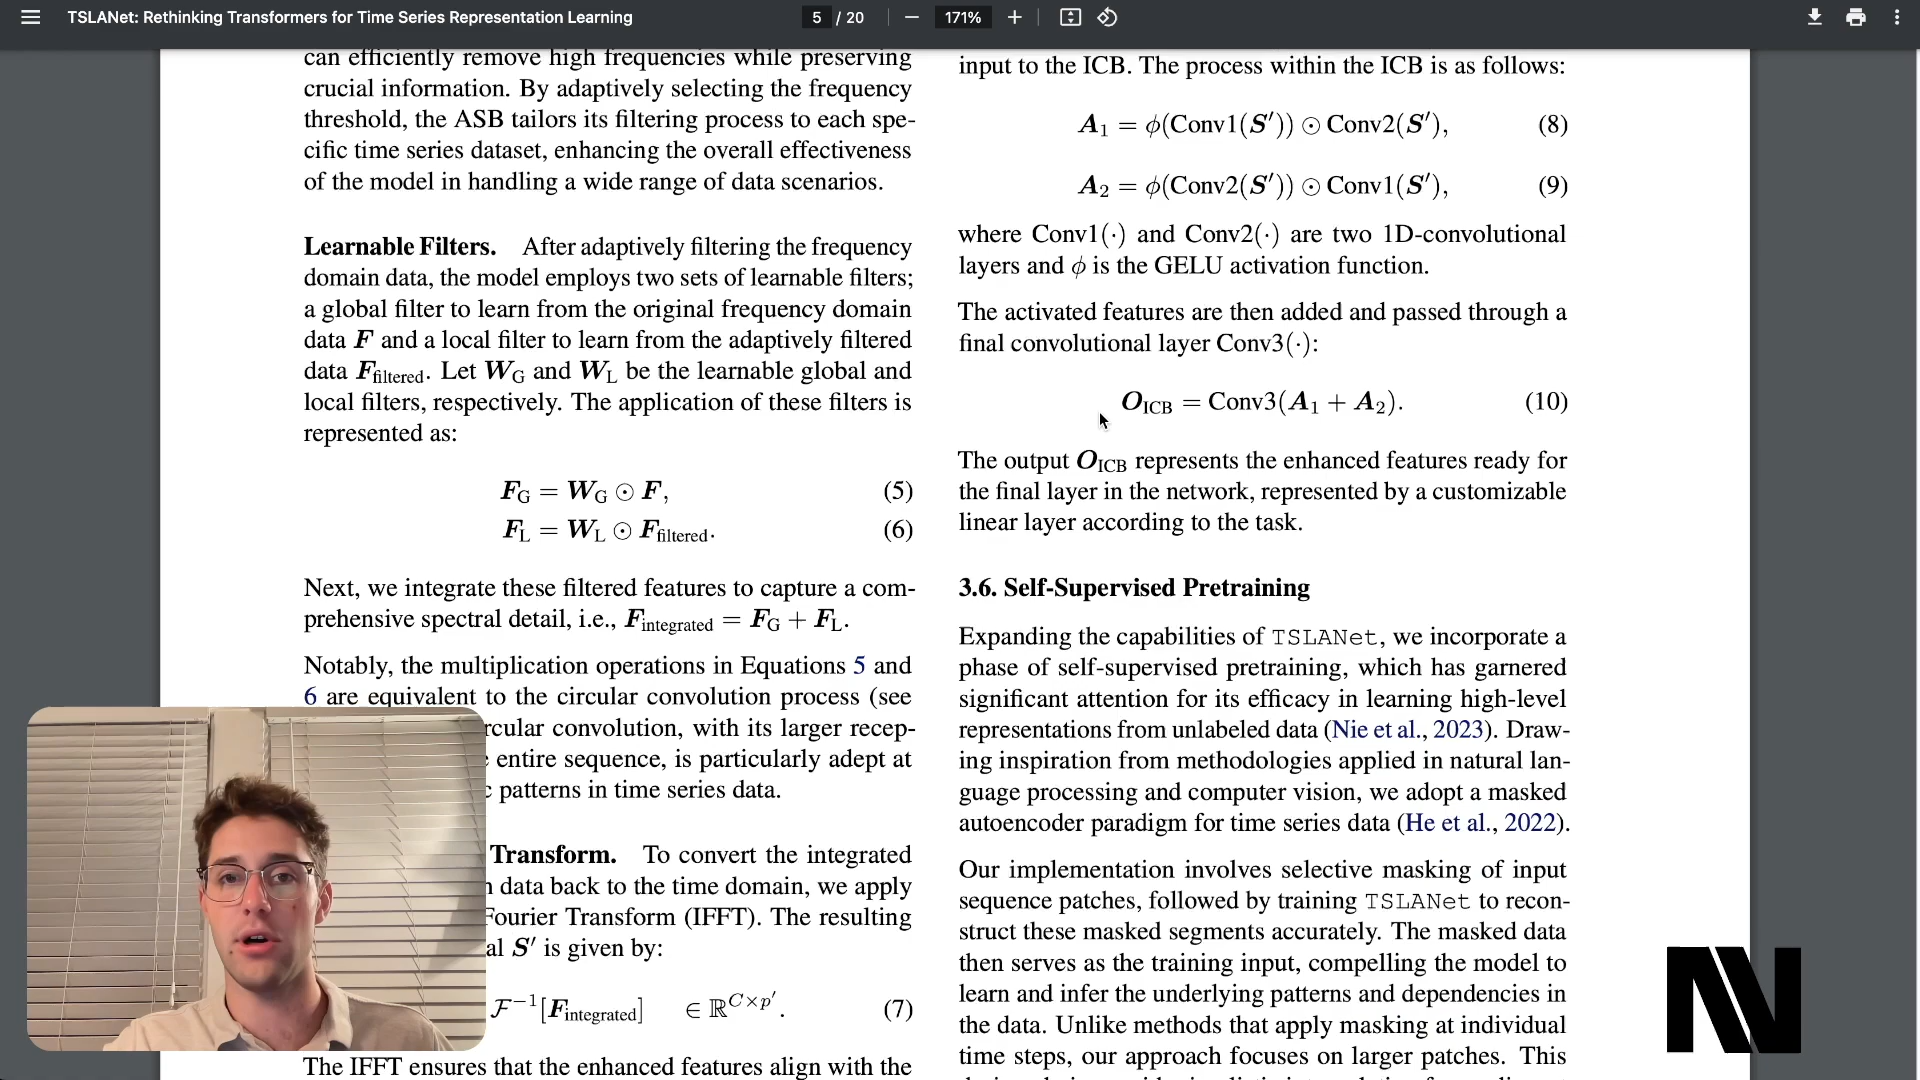 TSLANet: Rethinking Transformers for Time Series Representation Learning
5 / 20
171%
can efficiently remove high frequencies while preserving
crucial information. By adaptively selecting the frequency
threshold, the ASB tailors its filtering process to each spe-
cific time series dataset, enhancing the overall effectiveness
of the model in handling a wide range of data scenarios.
Learnable Filters. After adaptively filtering the frequency
domain data, the model employs two sets of learnable filters;
a global filter to learn from the original frequency domain
data F and a local filter to learn from the adaptively filtered
data F_filtered. Let W_G and W_L be the learnable global and
local filters, respectively. The application of these filters is
represented as:
F_G = W_G ⊙ F, (5)
F_L = W_L ⊙ F_filtered. (6)
Next, we integrate these filtered features to capture a com-
prehensive spectral detail, i.e., F_integrated = F_G + F_L.
Notably, the multiplication operations in Equations 5 and
6 are equivalent to the circular convolution process (see
rcular convolution, with its larger recep-
entire sequence, is particularly adept at
c patterns in time series data.
Transform. To convert the integrated
n data back to the time domain, we apply
Fourier Transform (IFFT). The resulting
al S′ is given by:
F⁻¹[F_integrated] ∈ ℝ^{C×p′}. (7)
The IFFT ensures that the enhanced features align with the
input to the ICB. The process within the ICB is as follows:
A₁ = ϕ(Conv1(S′)) ⊙ Conv2(S′), (8)
A₂ = ϕ(Conv2(S′)) ⊙ Conv1(S′), (9)
where Conv1(·) and Conv2(·) are two 1D-convolutional
layers and ϕ is the GELU activation function.
The activated features are then added and passed through a
final convolutional layer Conv3(·):
O_ICB = Conv3(A₁ + A₂). (10)
The output O_ICB represents the enhanced features ready for
the final layer in the network, represented by a customizable
linear layer according to the task.
3.6. Self-Supervised Pretraining
Expanding the capabilities of TSLANet, we incorporate a
phase of self-supervised pretraining, which has garnered
significant attention for its efficacy in learning high-level
representations from unlabeled data (Nie et al., 2023). Draw-
ing inspiration from methodologies applied in natural lan-
guage processing and computer vision, we adopt a masked
autoencoder paradigm for time series data (He et al., 2022).
Our implementation involves selective masking of input
sequence patches, followed by training TSLANet to recon-
struct these masked segments accurately. The masked data
then serves as the training input, compelling the model to
learn and infer the underlying patterns and dependencies in
the data. Unlike methods that apply masking at individual
time steps, our approach focuses on larger patches. This